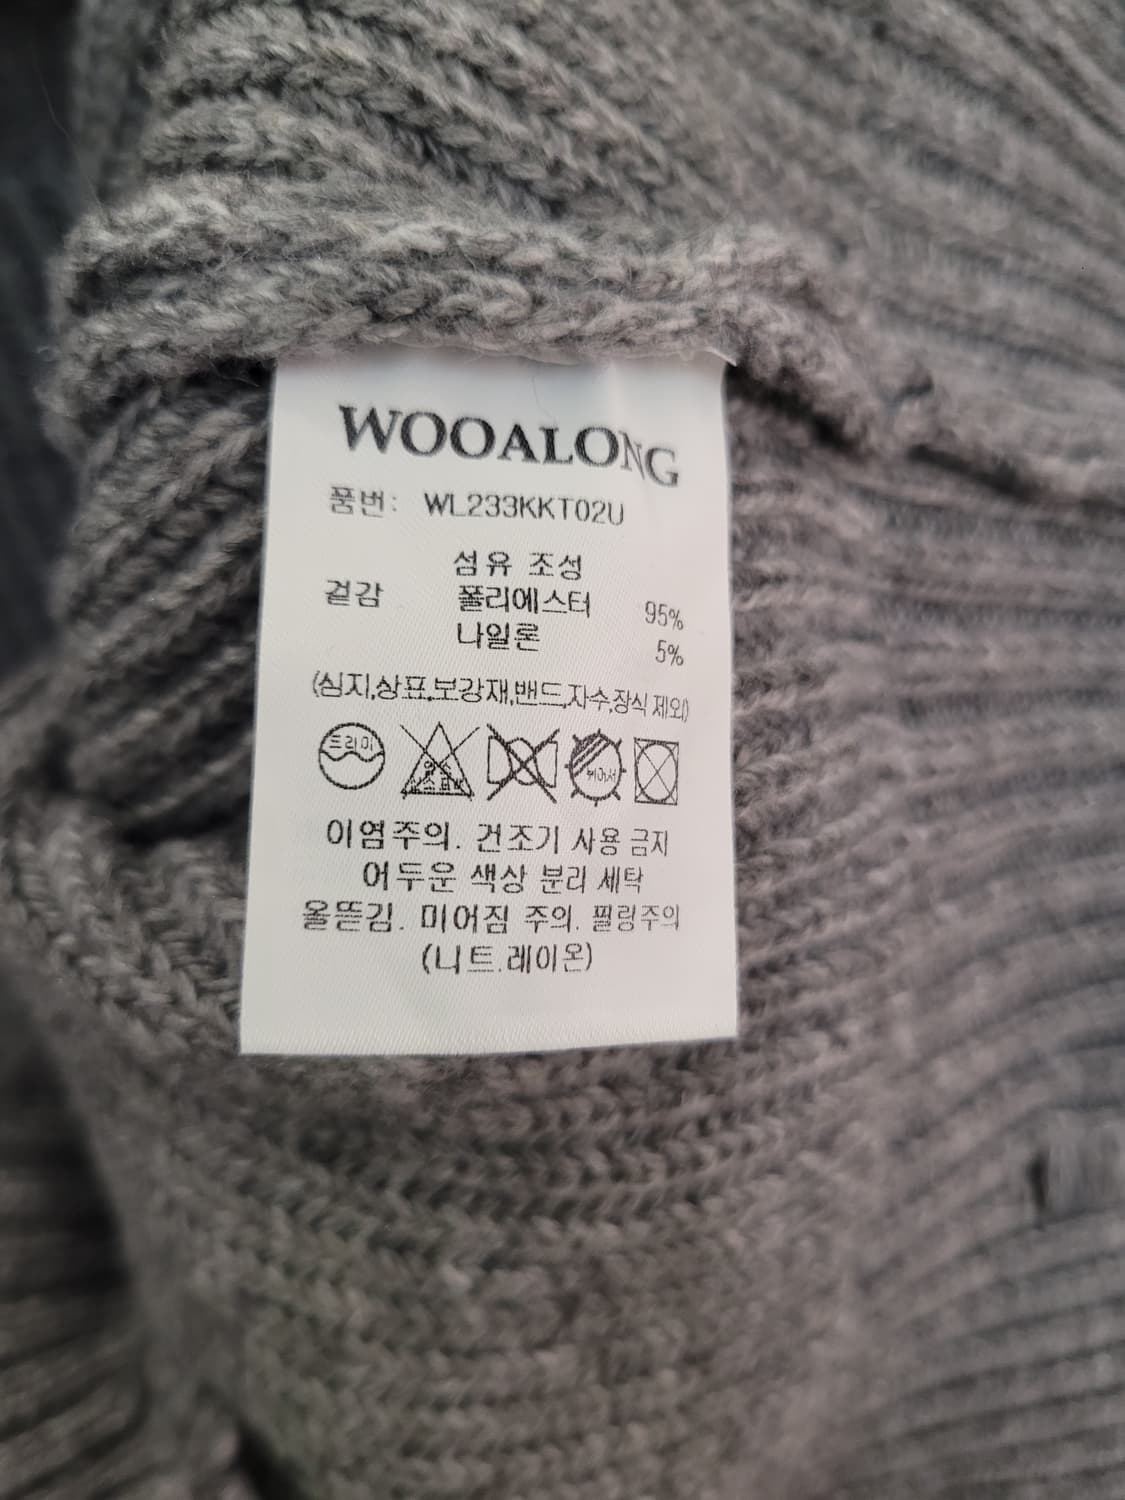 WOOALONG
품번: WL233KKT02U
섬유 조성
겉감 폴리에스터 95%
나일론 5%
(심지,상표,보강재,밴드,자수,장식 제외)
드라이
이염주의. 건조기 사용 금지
어두운 색상 분리 세탁
올뜯김. 미어짐 주의. 필링주의
(니트.레이온)